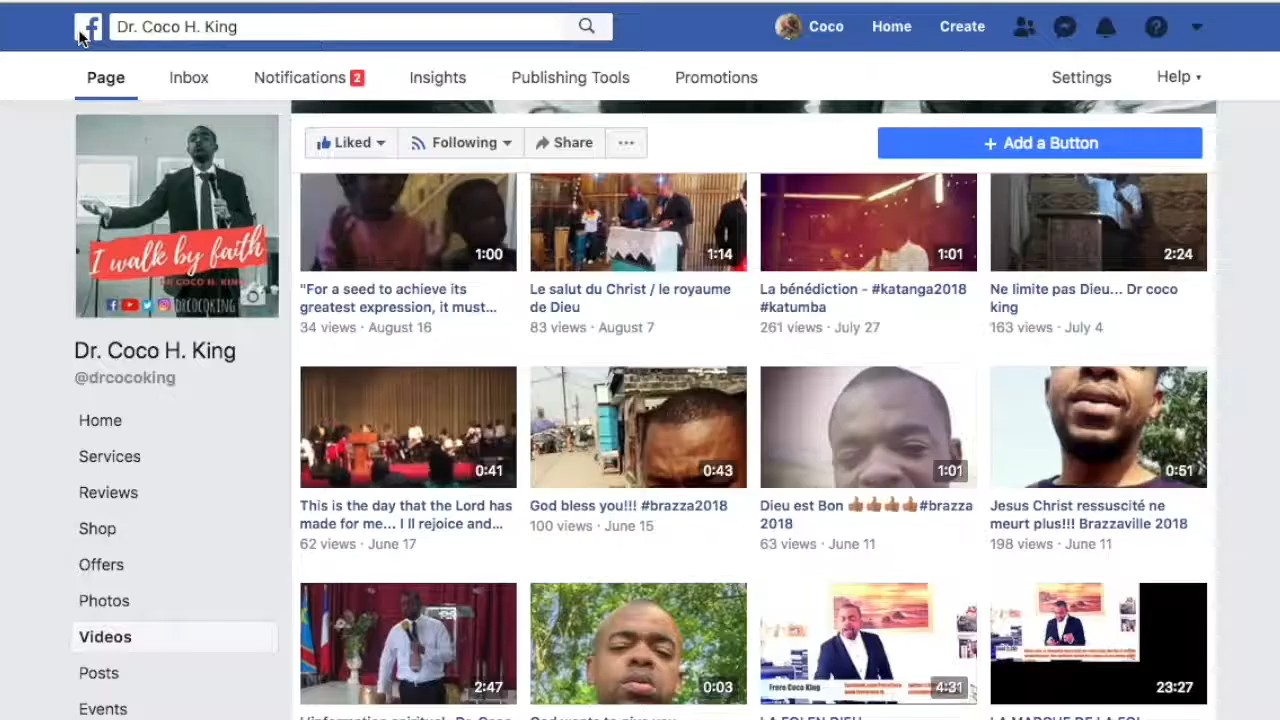 Dr. Coco H. King
Coco
Home
Create
Page
Inbox
Notifications 2
Insights
Publishing Tools
Promotions
Settings
Help
I walk by faith
DR COCO H. KING
DRCOCOKING
Liked
Following
Share
+ Add a Button
Dr. Coco H. King
@drcocoking
Home
Services
Reviews
Shop
Offers
Photos
Videos
Posts
Events
1:00
1:14
1:01
2:24
"For a seed to achieve its
greatest expression, it must...
34 views · August 16
Le salut du Christ / le royaume
de Dieu
83 views · August 7
La bénédiction - #katanga2018
#katumba
261 views · July 27
Ne limite pas Dieu... Dr coco
king
163 views · July 4
0:41
0:43
1:01
0:51
This is the day that the Lord has
made for me... I ll rejoice and...
62 views · June 17
God bless you!!! #brazza2018
100 views · June 15
Dieu est Bon 👍🏾👍🏾👍🏾👍🏾#brazza
2018
63 views · June 11
Jesus Christ ressuscité ne
meurt plus!!! Brazzaville 2018
198 views · June 11
2:47
0:03
Frere Coco King
4:31
23:27